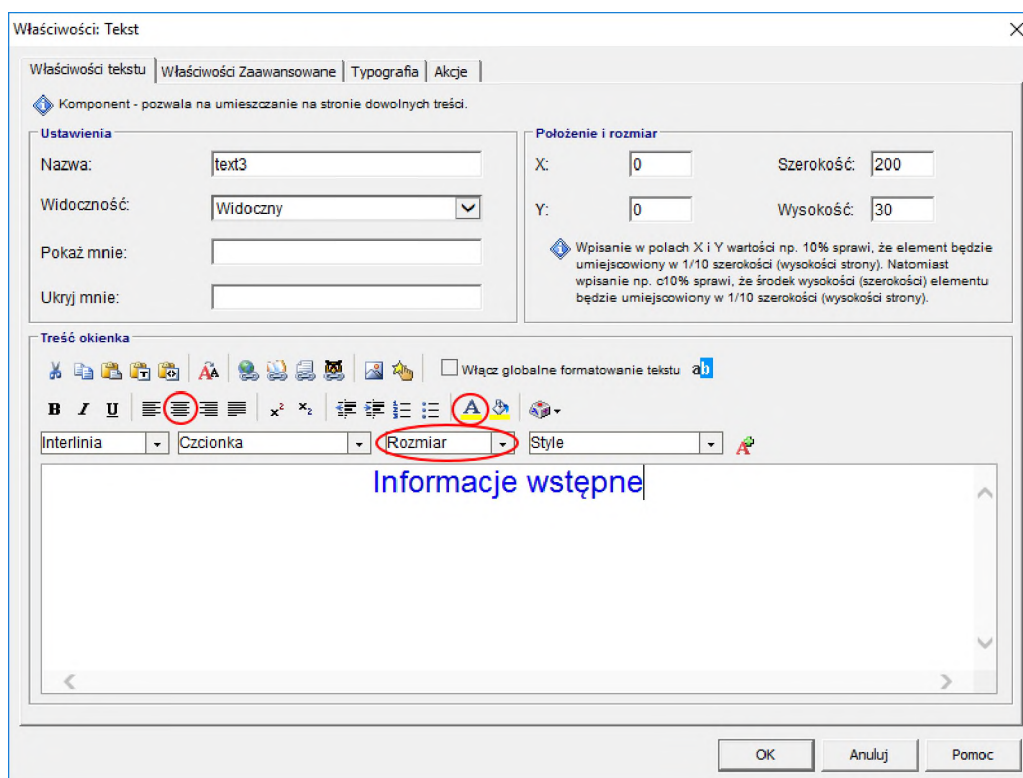 Właściwości: Tekst
Właściwości tekstu Właściwości Zaawansowane Typografia Akcje
Komponent - pozwala na umieszczanie na stronie dowolnych treści.
Ustawienia
Nazwa: text3
Widoczność: Widoczny
Pokaż mnie:
Ukryj mnie:
Położenie i rozmiar
X: 0 Szerokość: 200
Y: 0 Wysokość: 30
Wpisanie w polach X i Y wartości np. 10% sprawi, że element będzie
umiejscowiony w 1/10 szerokości (wysokości strony). Natomiast
wpisanie np. c10% sprawi, że środek wysokości (szerokości) elementu
będzie umiejscowiony w 1/10 szerokości (wysokości strony).
Treść okienka
Włącz globalne formatowanie tekstu ab
B I U x² x₂ A
Interlinia Czcionka Rozmiar Style
Informacje wstępne
OK Anuluj Pomoc